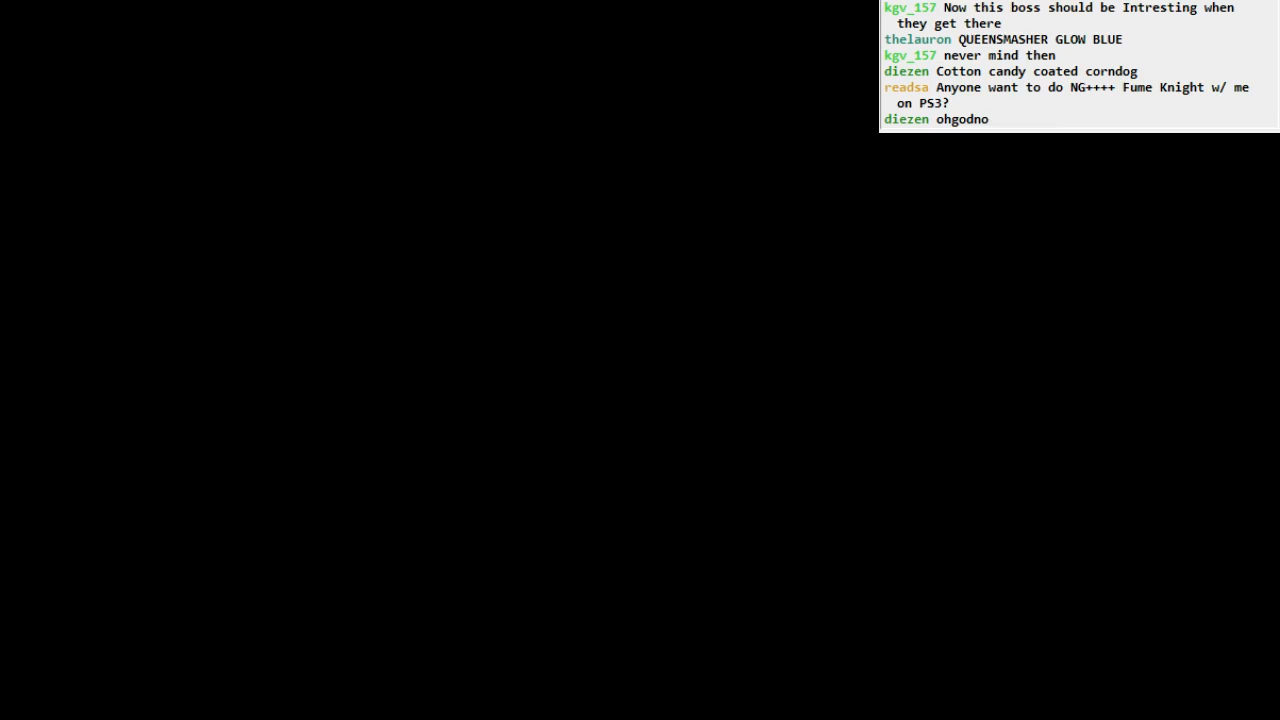 kgv_157 Now this boss should be Intresting when
they get there
thelauron QUEENSMASHER GLOW BLUE
kgv_157 never mind then
diezen Cotton candy coated corndog
readsa Anyone want to do NG++++ Fume Knight w/ me
on PS3?
diezen ohgodno